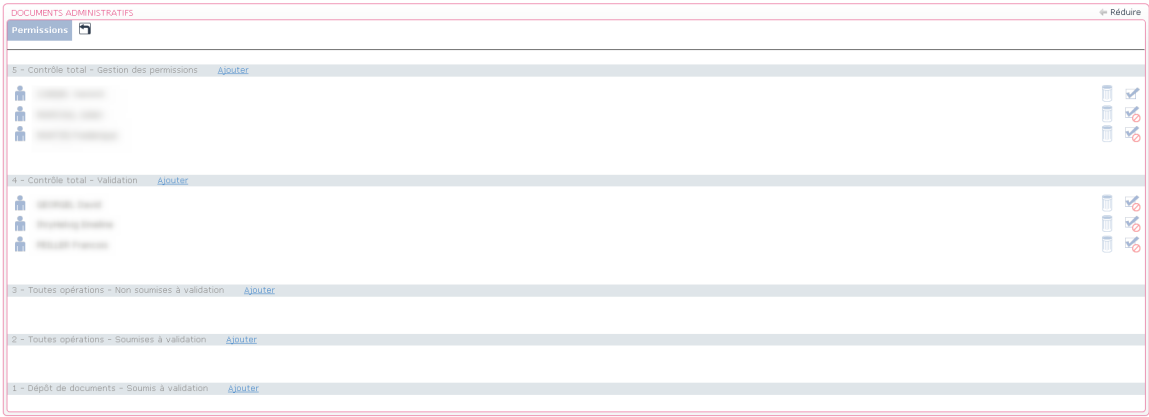 DOCUMENTS ADMINISTRATIFS
Réduire
Permissions
5 - Contrôle total - Gestion des permissions Ajouter
4 - Contrôle total - Validation Ajouter
3 - Toutes opérations - Non soumises à validation Ajouter
2 - Toutes opérations - Soumises à validation Ajouter
1 - Dépôt de documents - Soumis à validation Ajouter